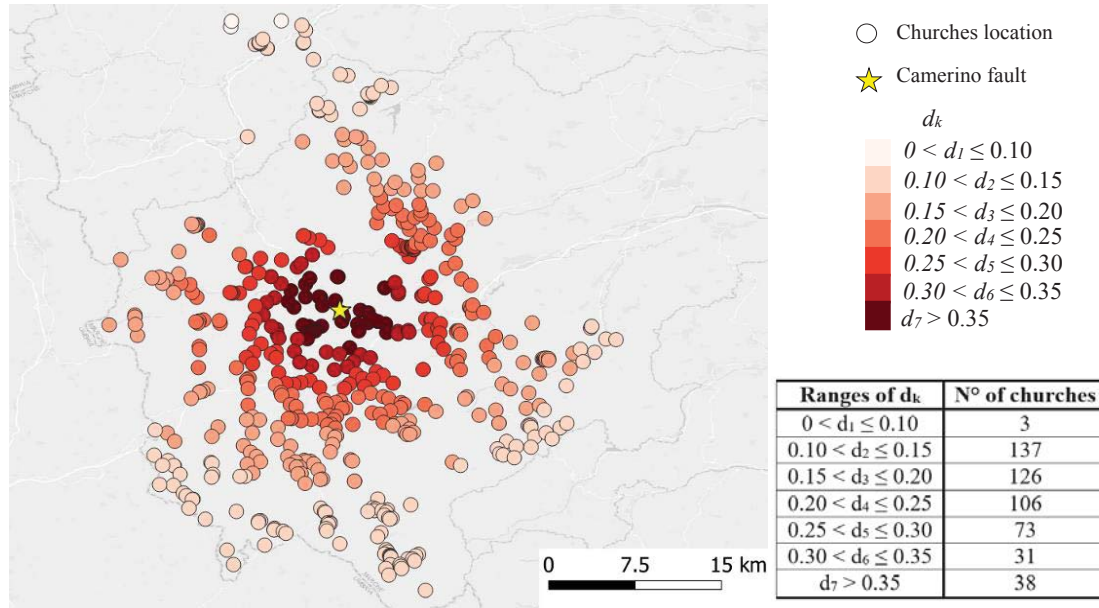 Churches location
Camerino fault
dₖ
0 < d₁ ≤ 0.10
0.10 < d₂ ≤ 0.15
0.15 < d₃ ≤ 0.20
0.20 < d₄ ≤ 0.25
0.25 < d₅ ≤ 0.30
0.30 < d₆ ≤ 0.35
d₇ > 0.35
Ranges of dₖ N° of churches
0 < d₁ ≤ 0.10 3
0.10 < d₂ ≤ 0.15 137
0.15 < d₃ ≤ 0.20 126
0.20 < d₄ ≤ 0.25 106
0.25 < d₅ ≤ 0.30 73
0.30 < d₆ ≤ 0.35 31
d₇ > 0.35 38
0 7.5 15 km